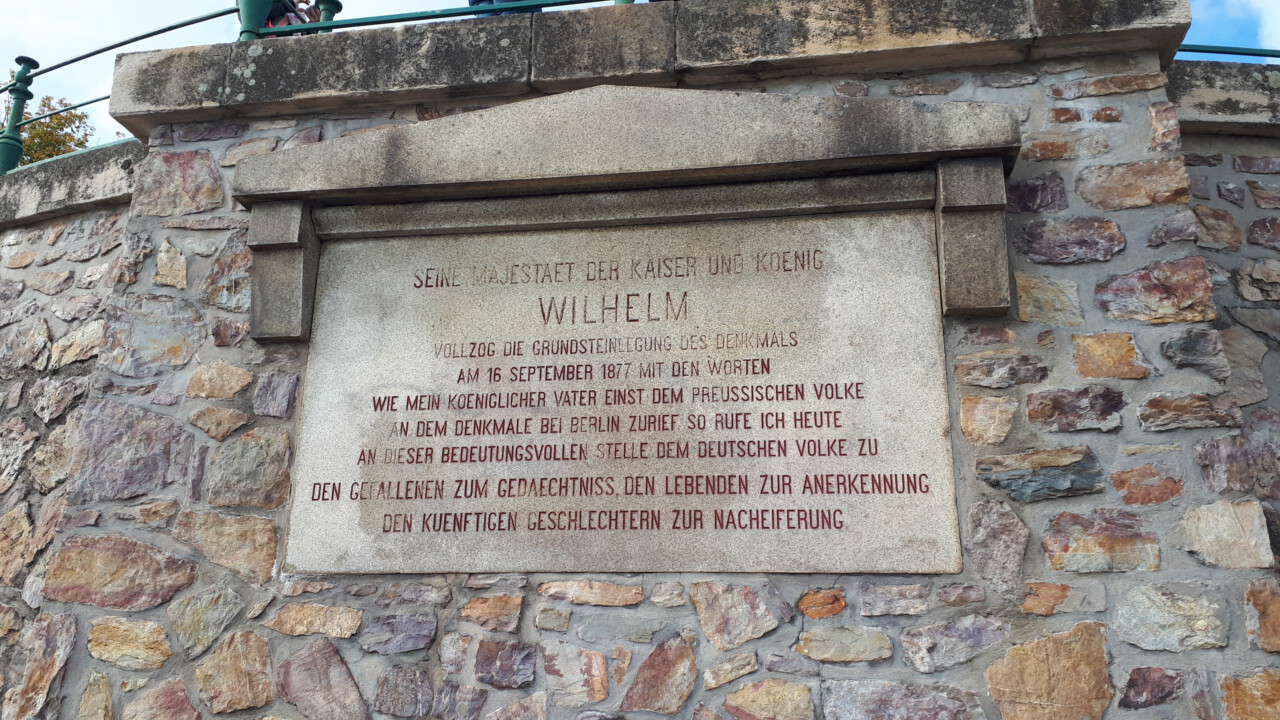 SEINE MAJESTAET DER KAISER UND KOENIG
WILHELM
VOLLZOG DIE GRUNDSTEINLEGUNG DES DENKMALS
AM 16 SEPTEMBER 1877 MIT DEN WORTEN
WIE MEIN KOENIGLICHER VATER EINST DEM PREUSSISCHEN VOLKE
AN DEM DENKMALE BEI BERLIN ZURIEF SO RUFE ICH HEUTE
AN DIESER BEDEUTUNGSVOLLEN STELLE DEM DEUTSCHEN VOLKE ZU
DEN GEFALLENEN ZUM GEDAECHTNISS, DEN LEBENDEN ZUR ANERKENNUNG
DEN KUENFTIGEN GESCHLECHTERN ZUR NACHEIFERUNG